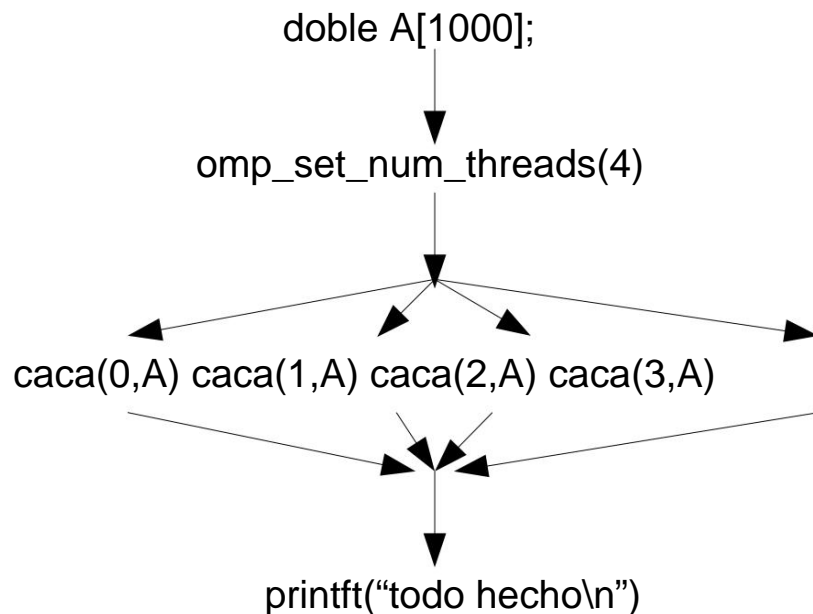 doble A[1000];
omp_set_num_threads(4)
caca(0,A) caca(1,A) caca(2,A) caca(3,A)
printft(“todo hecho\n”)